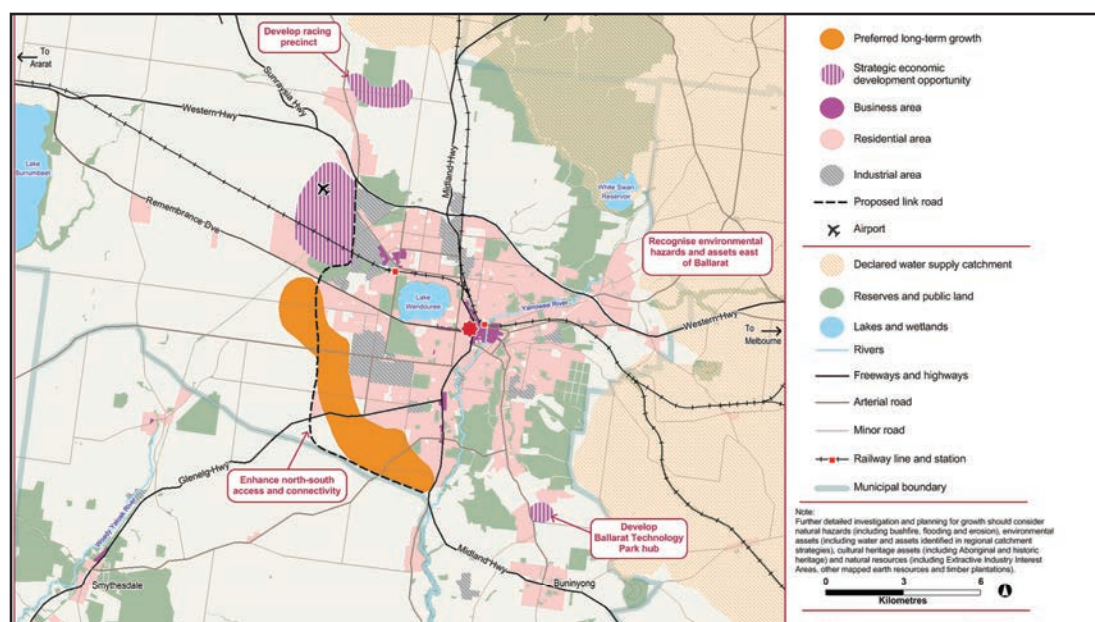 To
Ararat
Develop racing
precinct
Sunraysia Hwy
Western Hwy
Midland Hwy
Lake
Burrumbeet
Remembrance Dve
White Swan
Reservoir
Recognise environmental
hazards and assets east
of Ballarat
Lake
Wendouree
Yarrowee River
Western Hwy
To
Melbourne
Glenelg Hwy
Enhance north-south
access and connectivity
Woady Yaloak River
Develop
Ballarat Technology
Park hub
Midland Hwy
Smythesdale
Buninyong
Preferred long-term growth
Strategic economic
development opportunity
Business area
Residential area
Industrial area
Proposed link road
Airport
Declared water supply catchment
Reserves and public land
Lakes and wetlands
Rivers
Freeways and highways
Arterial road
Minor road
Railway line and station
Municipal boundary
Note:
Further detailed investigation and planning for growth should consider
natural hazards (including bushfire, flooding and erosion), environmental
assets (including water and assets identified in regional catchment
strategies), cultural heritage assets (including Aboriginal and historic
heritage) and natural resources (including Extractive Industry Interest
Areas, other mapped earth resources and timber plantations).
0 3 6
Kilometres